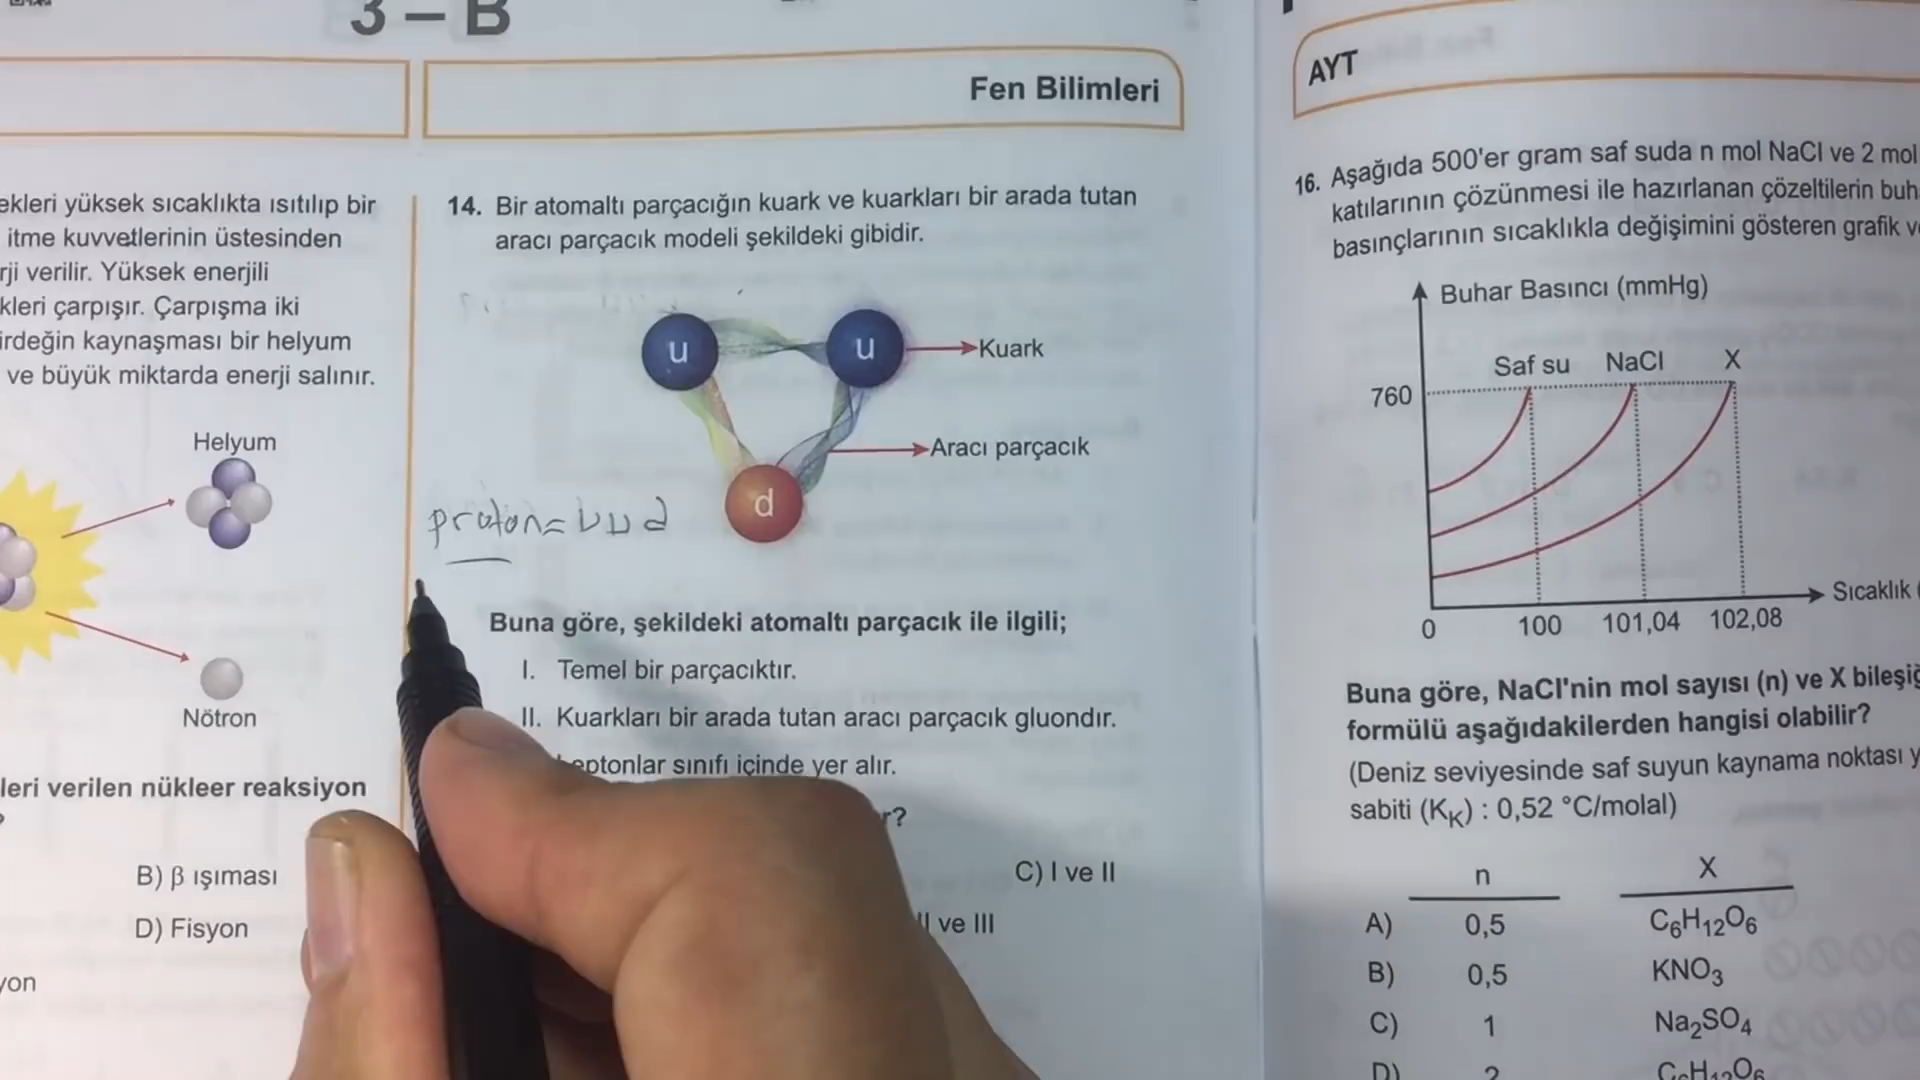 3 – B
Fen Bilimleri
ekleri yüksek sıcaklıkta ısıtılıp bir
itme kuvvetlerinin üstesinden
rji verilir. Yüksek enerjili
kleri çarpışır. Çarpışma iki
irdeğin kaynaşması bir helyum
ve büyük miktarda enerji salınır.
Helyum
Nötron
leri verilen nükleer reaksiyon
B) β ışıması
D) Fisyon
yon
14. Bir atomaltı parçacığın kuark ve kuarkları bir arada tutan
aracı parçacık modeli şekildeki gibidir.
u
u
Kuark
Aracı parçacık
d
proton= uud
Buna göre, şekildeki atomaltı parçacık ile ilgili;
I. Temel bir parçacıktır.
II. Kuarkları bir arada tutan aracı parçacık gluondır.
eptonlar sınıfı içinde yer alır.
r?
C) I ve II
II ve III
AYT
16. Aşağıda 500'er gram saf suda n mol NaCl ve 2 mol
katılarının çözünmesi ile hazırlanan çözeltilerin buh
basınçlarının sıcaklıkla değişimini gösteren grafik v
Buhar Basıncı (mmHg)
Saf su NaCl X
760
Sıcaklık (
0 100 101,04 102,08
Buna göre, NaCl'nin mol sayısı (n) ve X bileşiğ
formülü aşağıdakilerden hangisi olabilir?
(Deniz seviyesinde saf suyun kaynama noktası y
sabiti (K_K) : 0,52 °C/molal)
n X
A) 0,5 C₆H₁₂O₆
B) 0,5 KNO₃
C) 1 Na₂SO₄
D) 2 C₆H₁₂O₆